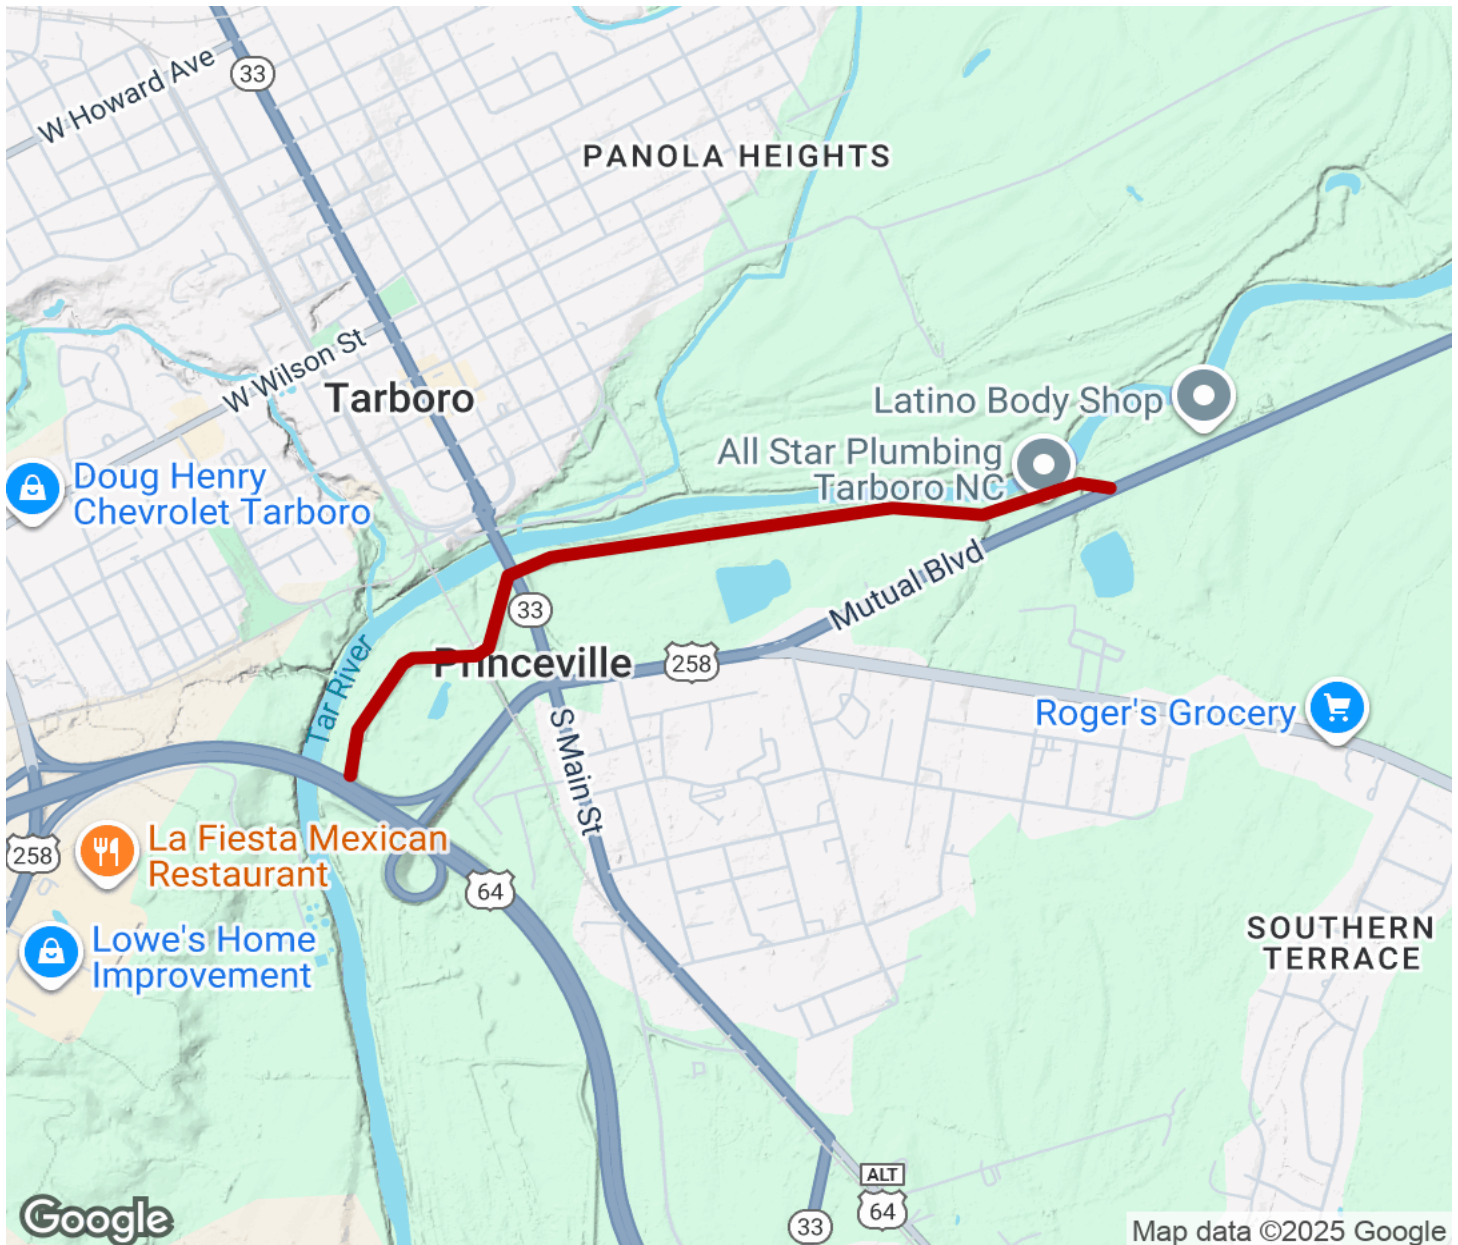 33
W Howard Ave
PANOLA HEIGHTS
W Wilson St
Tarboro
Latino Body Shop
All Star Plumbing
Tarboro NC
Doug Henry
Chevrolet Tarboro
Mutual Blvd
33
Princeville
258
Tar River
Roger's Grocery
S Main St
258
La Fiesta Mexican
Restaurant
64
Lowe's Home
Improvement
SOUTHERN
TERRACE
ALT
64
33
Google
Map data ©2025 Google